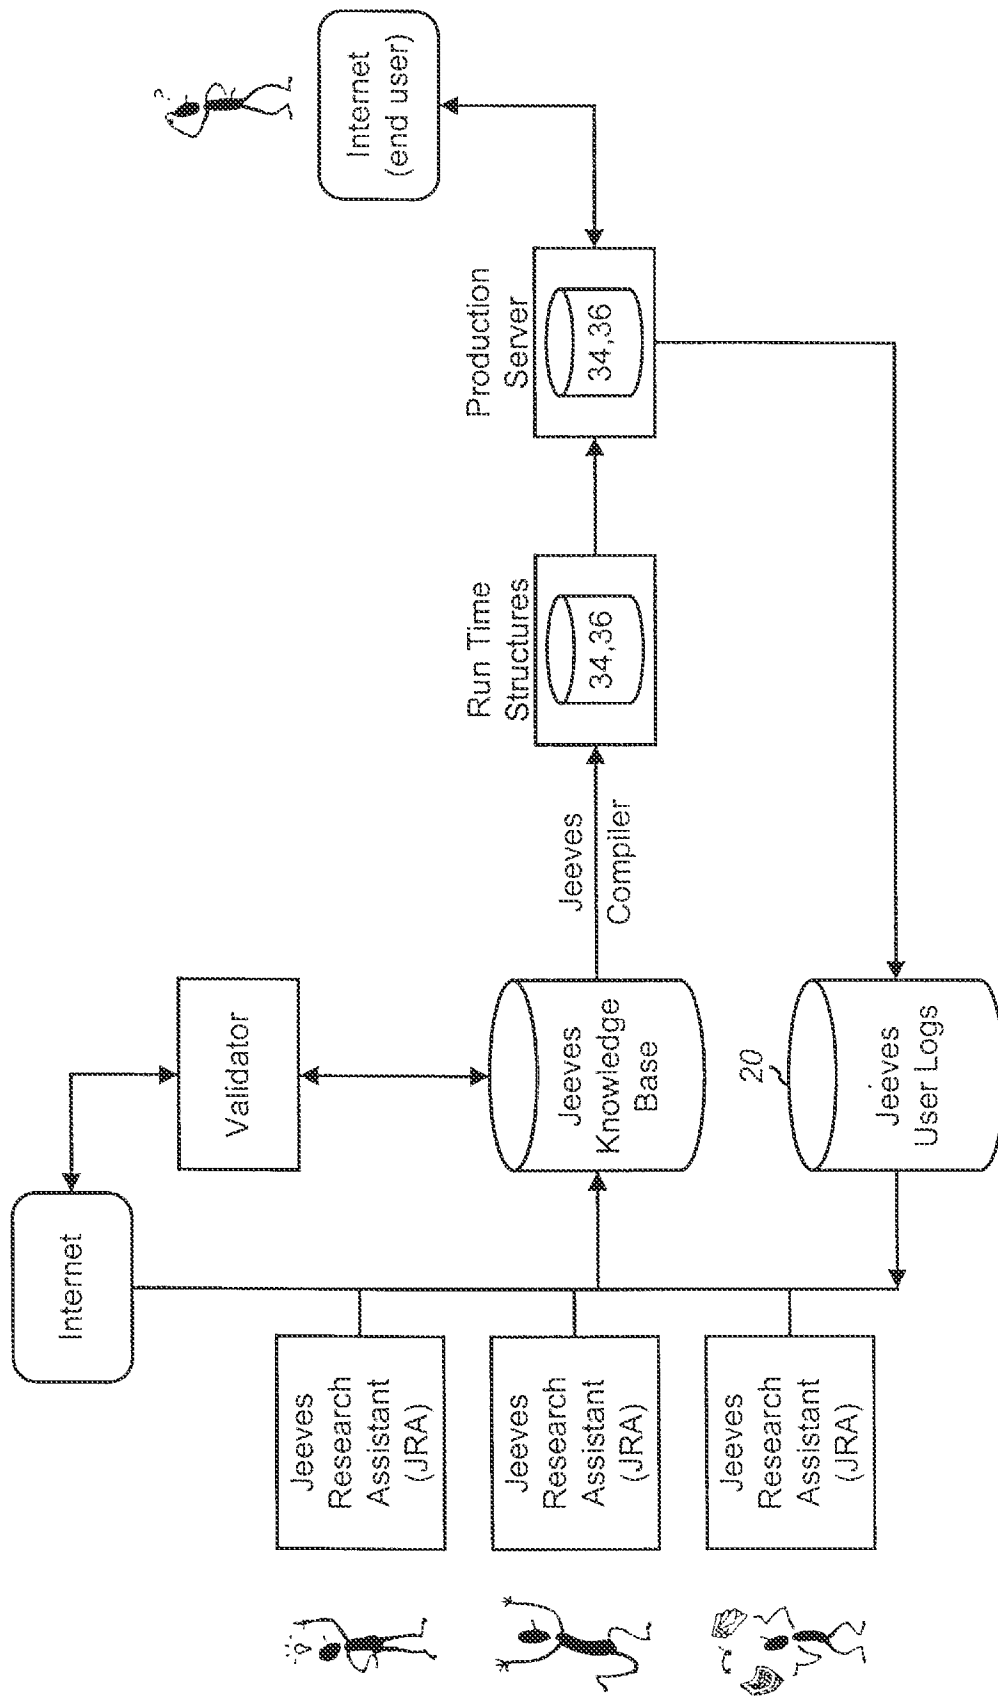 Internet
Validator
Jeeves
Research
Assistant
(JRA)
Jeeves
Research
Assistant
(JRA)
Jeeves
Research
Assistant
(JRA)
Jeeves
Knowledge
Base
20
Jeeves
User Logs
Jeeves
Compiler
Run Time
Structures
34,36
Production
Server
34,36
Internet
(end user)
?